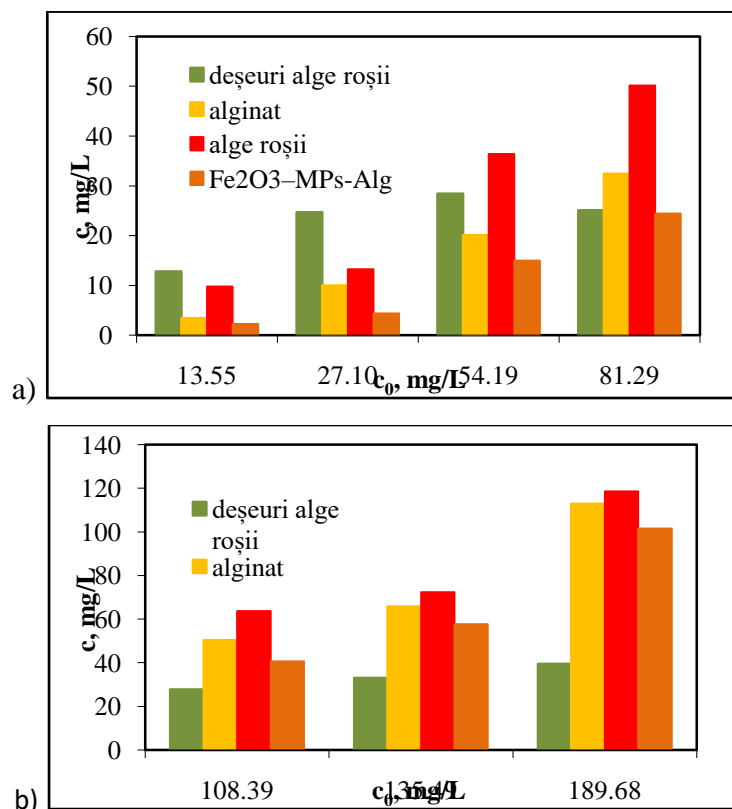 60
50
40
30
20
10
0
c, mg/L
deșeuri alge roșii
alginat
alge roșii
Fe2O3–MPs-Alg
13.55 27.10 54.19 81.29
c0, mg/L
a)
140
120
100
80
60
40
20
0
c, mg/L
deșeuri alge
roșii
alginat
108.39 135.49 189.68
c0, mg/L
b)